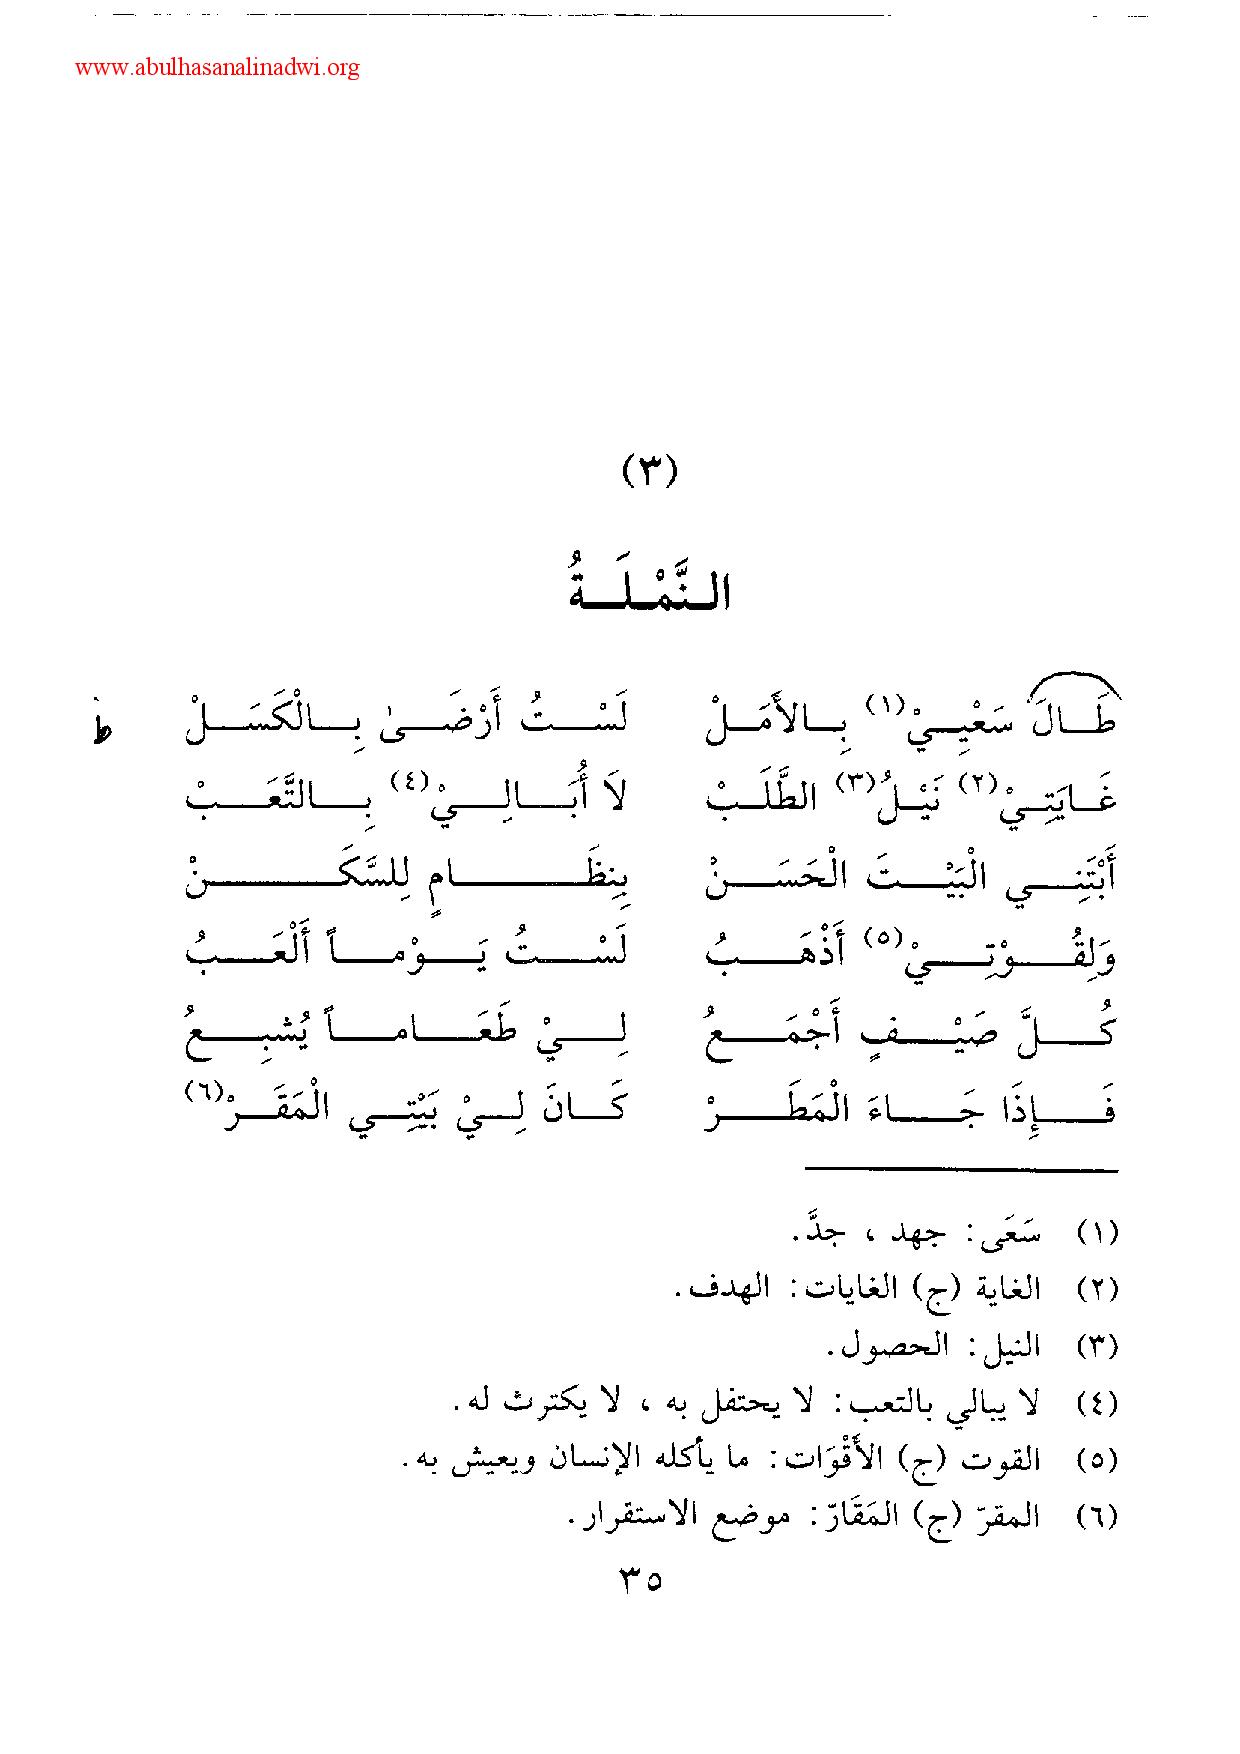 www.abulhasanalinadwi.org
(٣)
النَّمْلَةُ
طَالَ سَعْيِيْ(١) بِالأَمَلْ لَسْتُ أَرْضَىٰ بِالْكَسَلْ
غَايَتِيْ(٢) نَيْلُ(٣) الطَّلَبْ لاَ أُبَالِيْ(٤) بِالتَّعَبْ
أَبْتَنِي الْبَيْتَ الْحَسَنْ بِنِظَامٍ لِلسَّكَنْ
وَلِقُوْتِيْ(٥) أَذْهَبُ لَسْتُ يَوْماً أَلْعَبُ
كُلَّ صَيْفٍ أَجْمَعُ لِيْ طَعَاماً يُشبِعُ
فَإِذَا جَاءَ الْمَطَرْ كَانَ لِيْ بَيْتِي الْمَقَرْ(٦)
(١) سَعَى: جهد ، جدَّ.
(٢) الغاية (ج) الغايات: الهدف.
(٣) النيل: الحصول.
(٤) لا يبالي بالتعب: لا يحتفل به ، لا يكترث له.
(٥) القوت (ج) الأَقْوَات: ما يأكله الإنسان ويعيش به.
(٦) المقرّ (ج) المَقَارّ: موضع الاستقرار.
٣٥